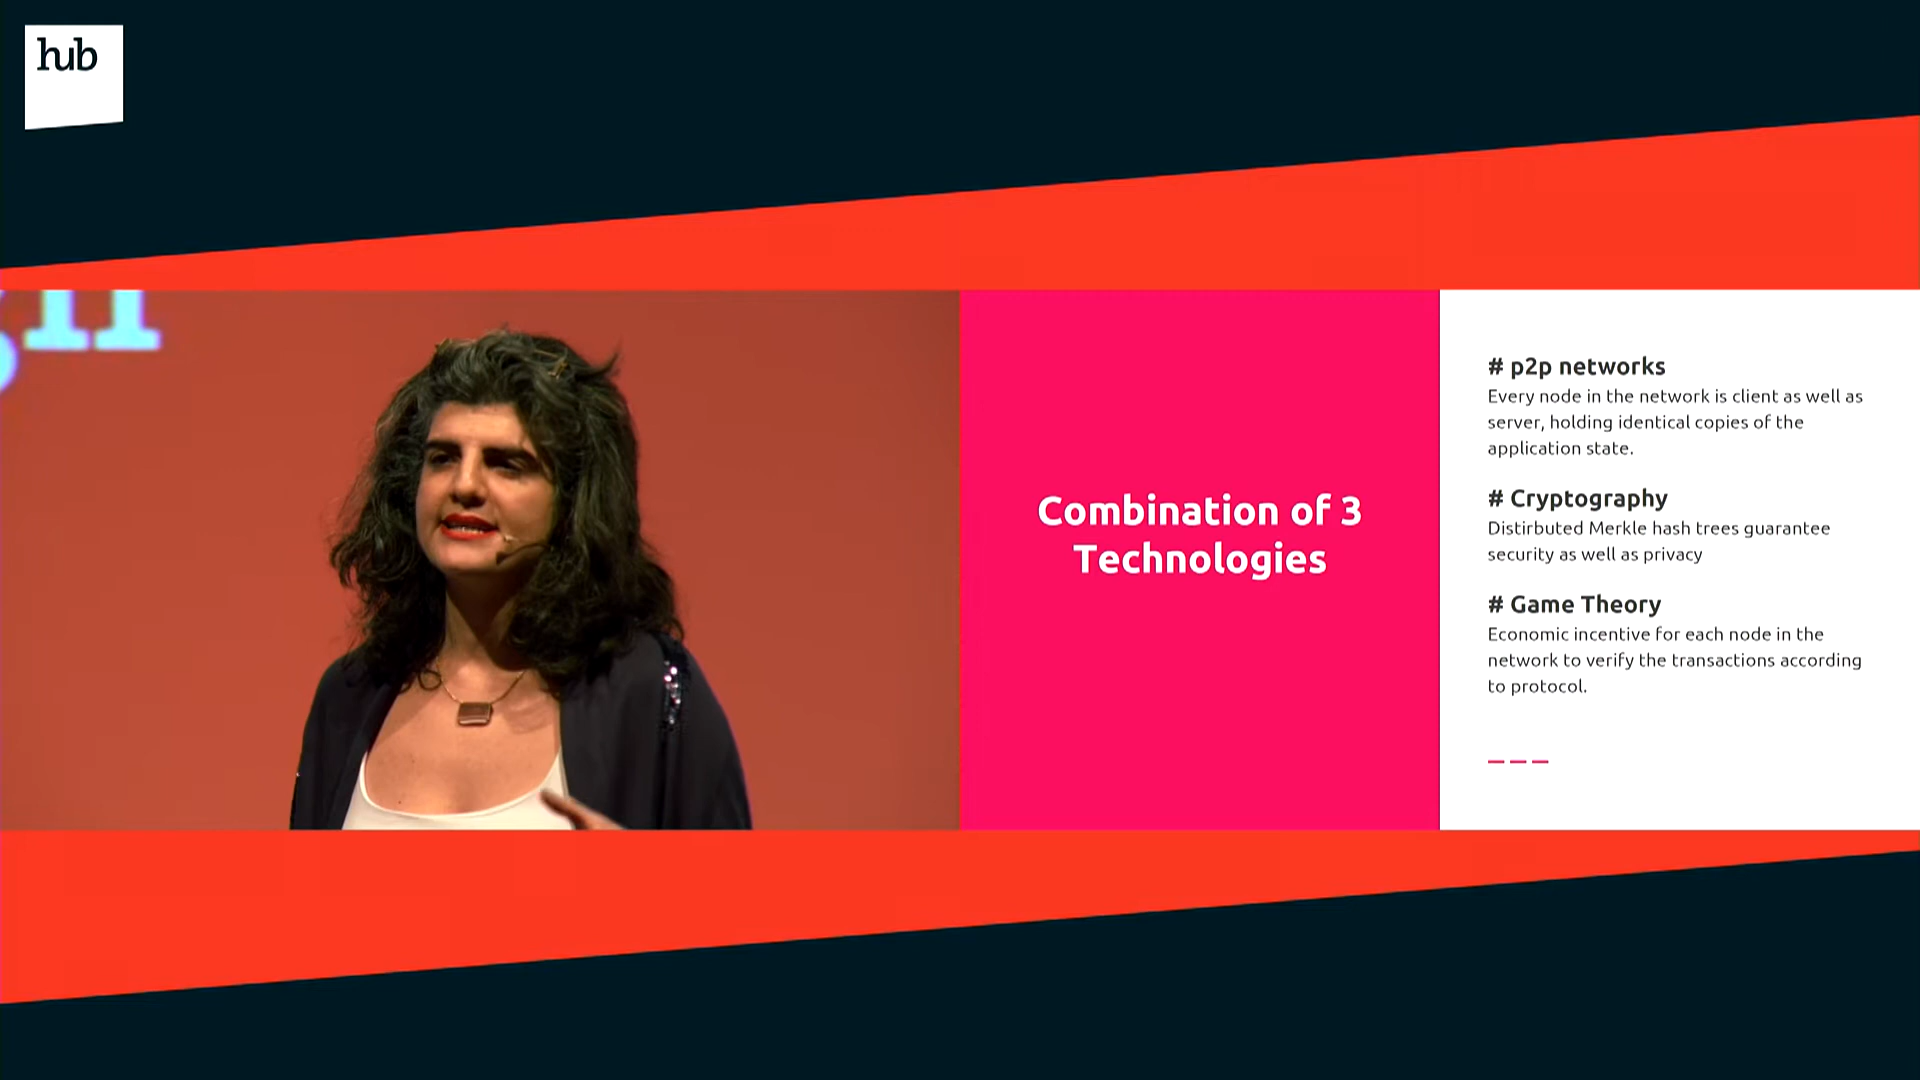 hub
Combination of 3
Technologies
# p2p networks
Every node in the network is client as well as
server, holding identical copies of the
application state.
# Cryptography
Distirbuted Merkle hash trees guarantee
security as well as privacy
# Game Theory
Economic incentive for each node in the
network to verify the transactions according
to protocol.